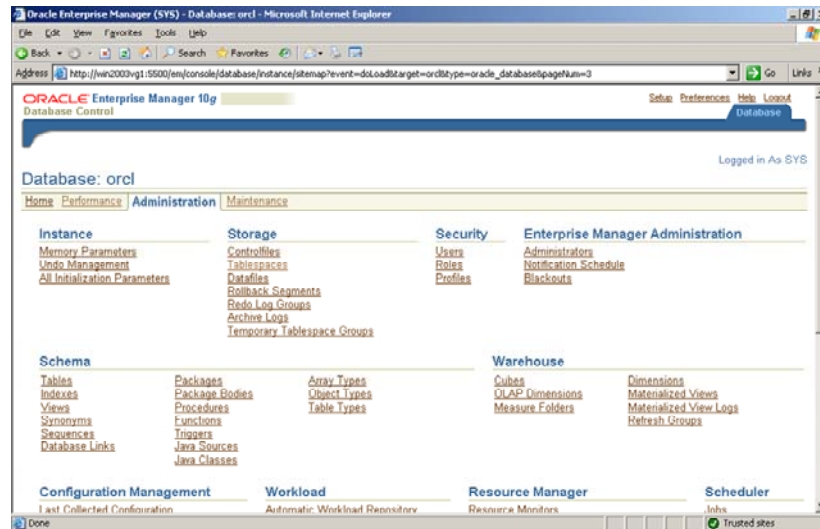 Oracle Enterprise Manager (SYS) - Database: orcl - Microsoft Internet Explorer
File Edit View Favorites Tools Help
Back Search Favorites
Address http://win2003vg1:5500/em/console/database/instance/sitemap?event=doLoad&target=orcl&type=oracle_database&pageNum=3 Go Links
ORACLE Enterprise Manager 10g
Database Control
Setup Preferences Help Logout
Database
Logged in As SYS
Database: orcl
Home Performance Administration Maintenance
Instance
Memory Parameters
Undo Management
All Initialization Parameters
Storage
Controlfiles
Tablespaces
Datafiles
Rollback Segments
Redo Log Groups
Archive Logs
Temporary Tablespace Groups
Security
Users
Roles
Profiles
Enterprise Manager Administration
Administrators
Notification Schedule
Blackouts
Schema
Tables
Indexes
Views
Synonyms
Sequences
Database Links
Packages
Package Bodies
Procedures
Functions
Triggers
Java Sources
Java Classes
Array Types
Object Types
Table Types
Warehouse
Cubes
OLAP Dimensions
Measure Folders
Dimensions
Materialized Views
Materialized View Logs
Refresh Groups
Configuration Management
Last Collected Configuration
Workload
Automatic Workload Repository
Resource Manager
Resource Monitors
Scheduler
Jobs
Done Trusted sites